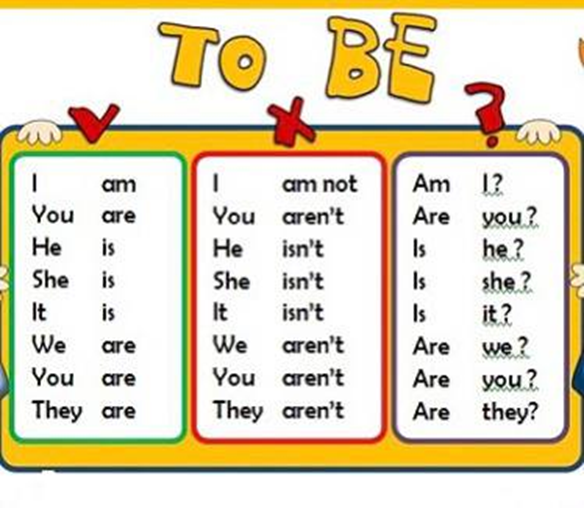 TO BE
I am
You are
He is
She is
It is
We are
You are
They are
I am not
You aren't
He isn't
She isn't
It isn't
We aren't
You aren't
They aren't
Am I?
Are you?
Is he?
Is she?
Is it?
Are we?
Are you?
Are they?